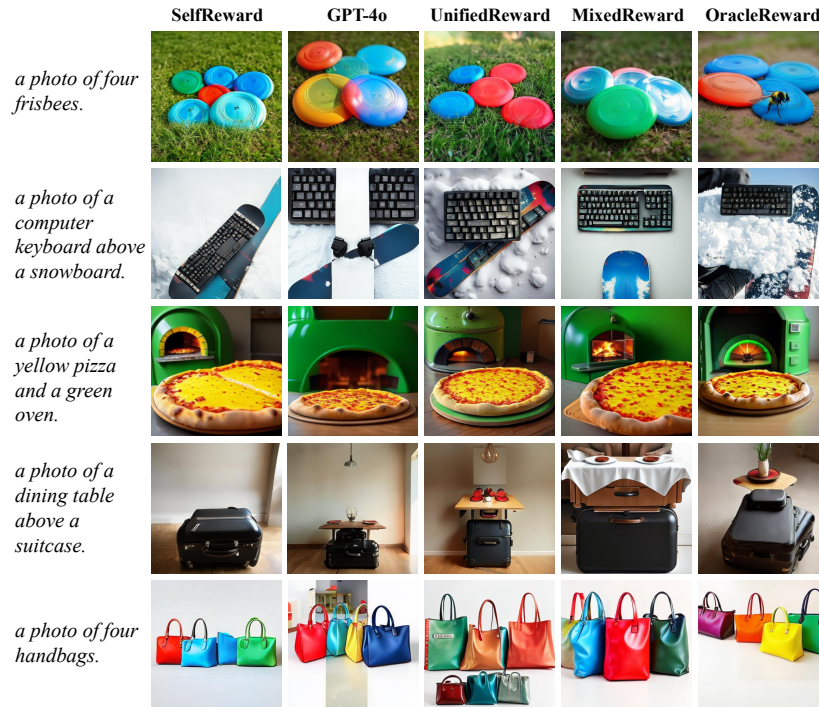 SelfReward GPT-4o UnifiedReward MixedReward OracleReward
a photo of four
frisbees.
a photo of a
computer
keyboard above
a snowboard.
a photo of a
yellow pizza
and a green
oven.
a photo of a
dining table
above a
suitcase.
a photo of four
handbags.